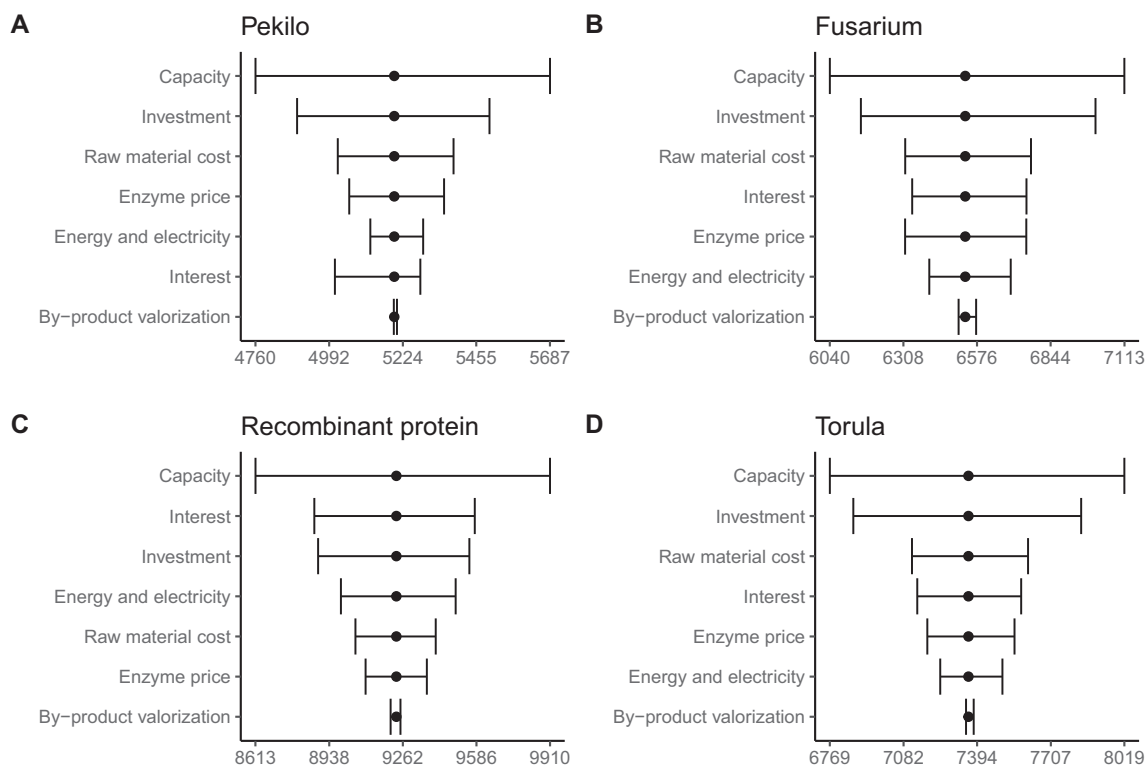 A
Pekilo
Capacity
Investment
Raw material cost
Enzyme price
Energy and electricity
Interest
By−product valorization
4760 4992 5224 5455 5687
B
Fusarium
Capacity
Investment
Raw material cost
Interest
Enzyme price
Energy and electricity
By−product valorization
6040 6308 6576 6844 7113
C
Recombinant protein
Capacity
Interest
Investment
Energy and electricity
Raw material cost
Enzyme price
By−product valorization
8613 8938 9262 9586 9910
D
Torula
Capacity
Investment
Raw material cost
Interest
Enzyme price
Energy and electricity
By−product valorization
6769 7082 7394 7707 8019